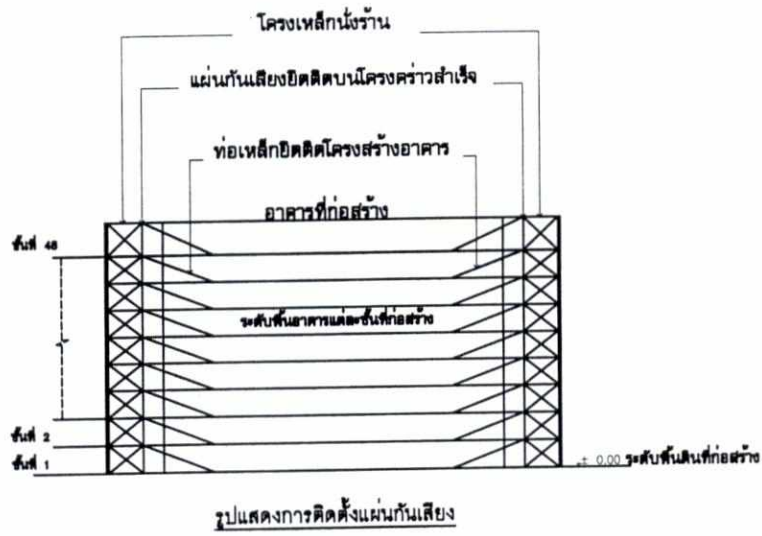 โครงเหล็กนั่งร้าน
แผ่นกันเสียงยึดติดบนโครงคร่าวสำเร็จ
ท่อเหล็กยึดติดโครงสร้างอาคาร
อาคารที่ก่อสร้าง
ชั้นที่ 48
ระดับพื้นอาคารแต่ละชั้นที่ก่อสร้าง
ชั้นที่ 2
ชั้นที่ 1
± 0.00 ระดับพื้นดินที่ก่อสร้าง
รูปแสดงการติดตั้งแผ่นกันเสียง